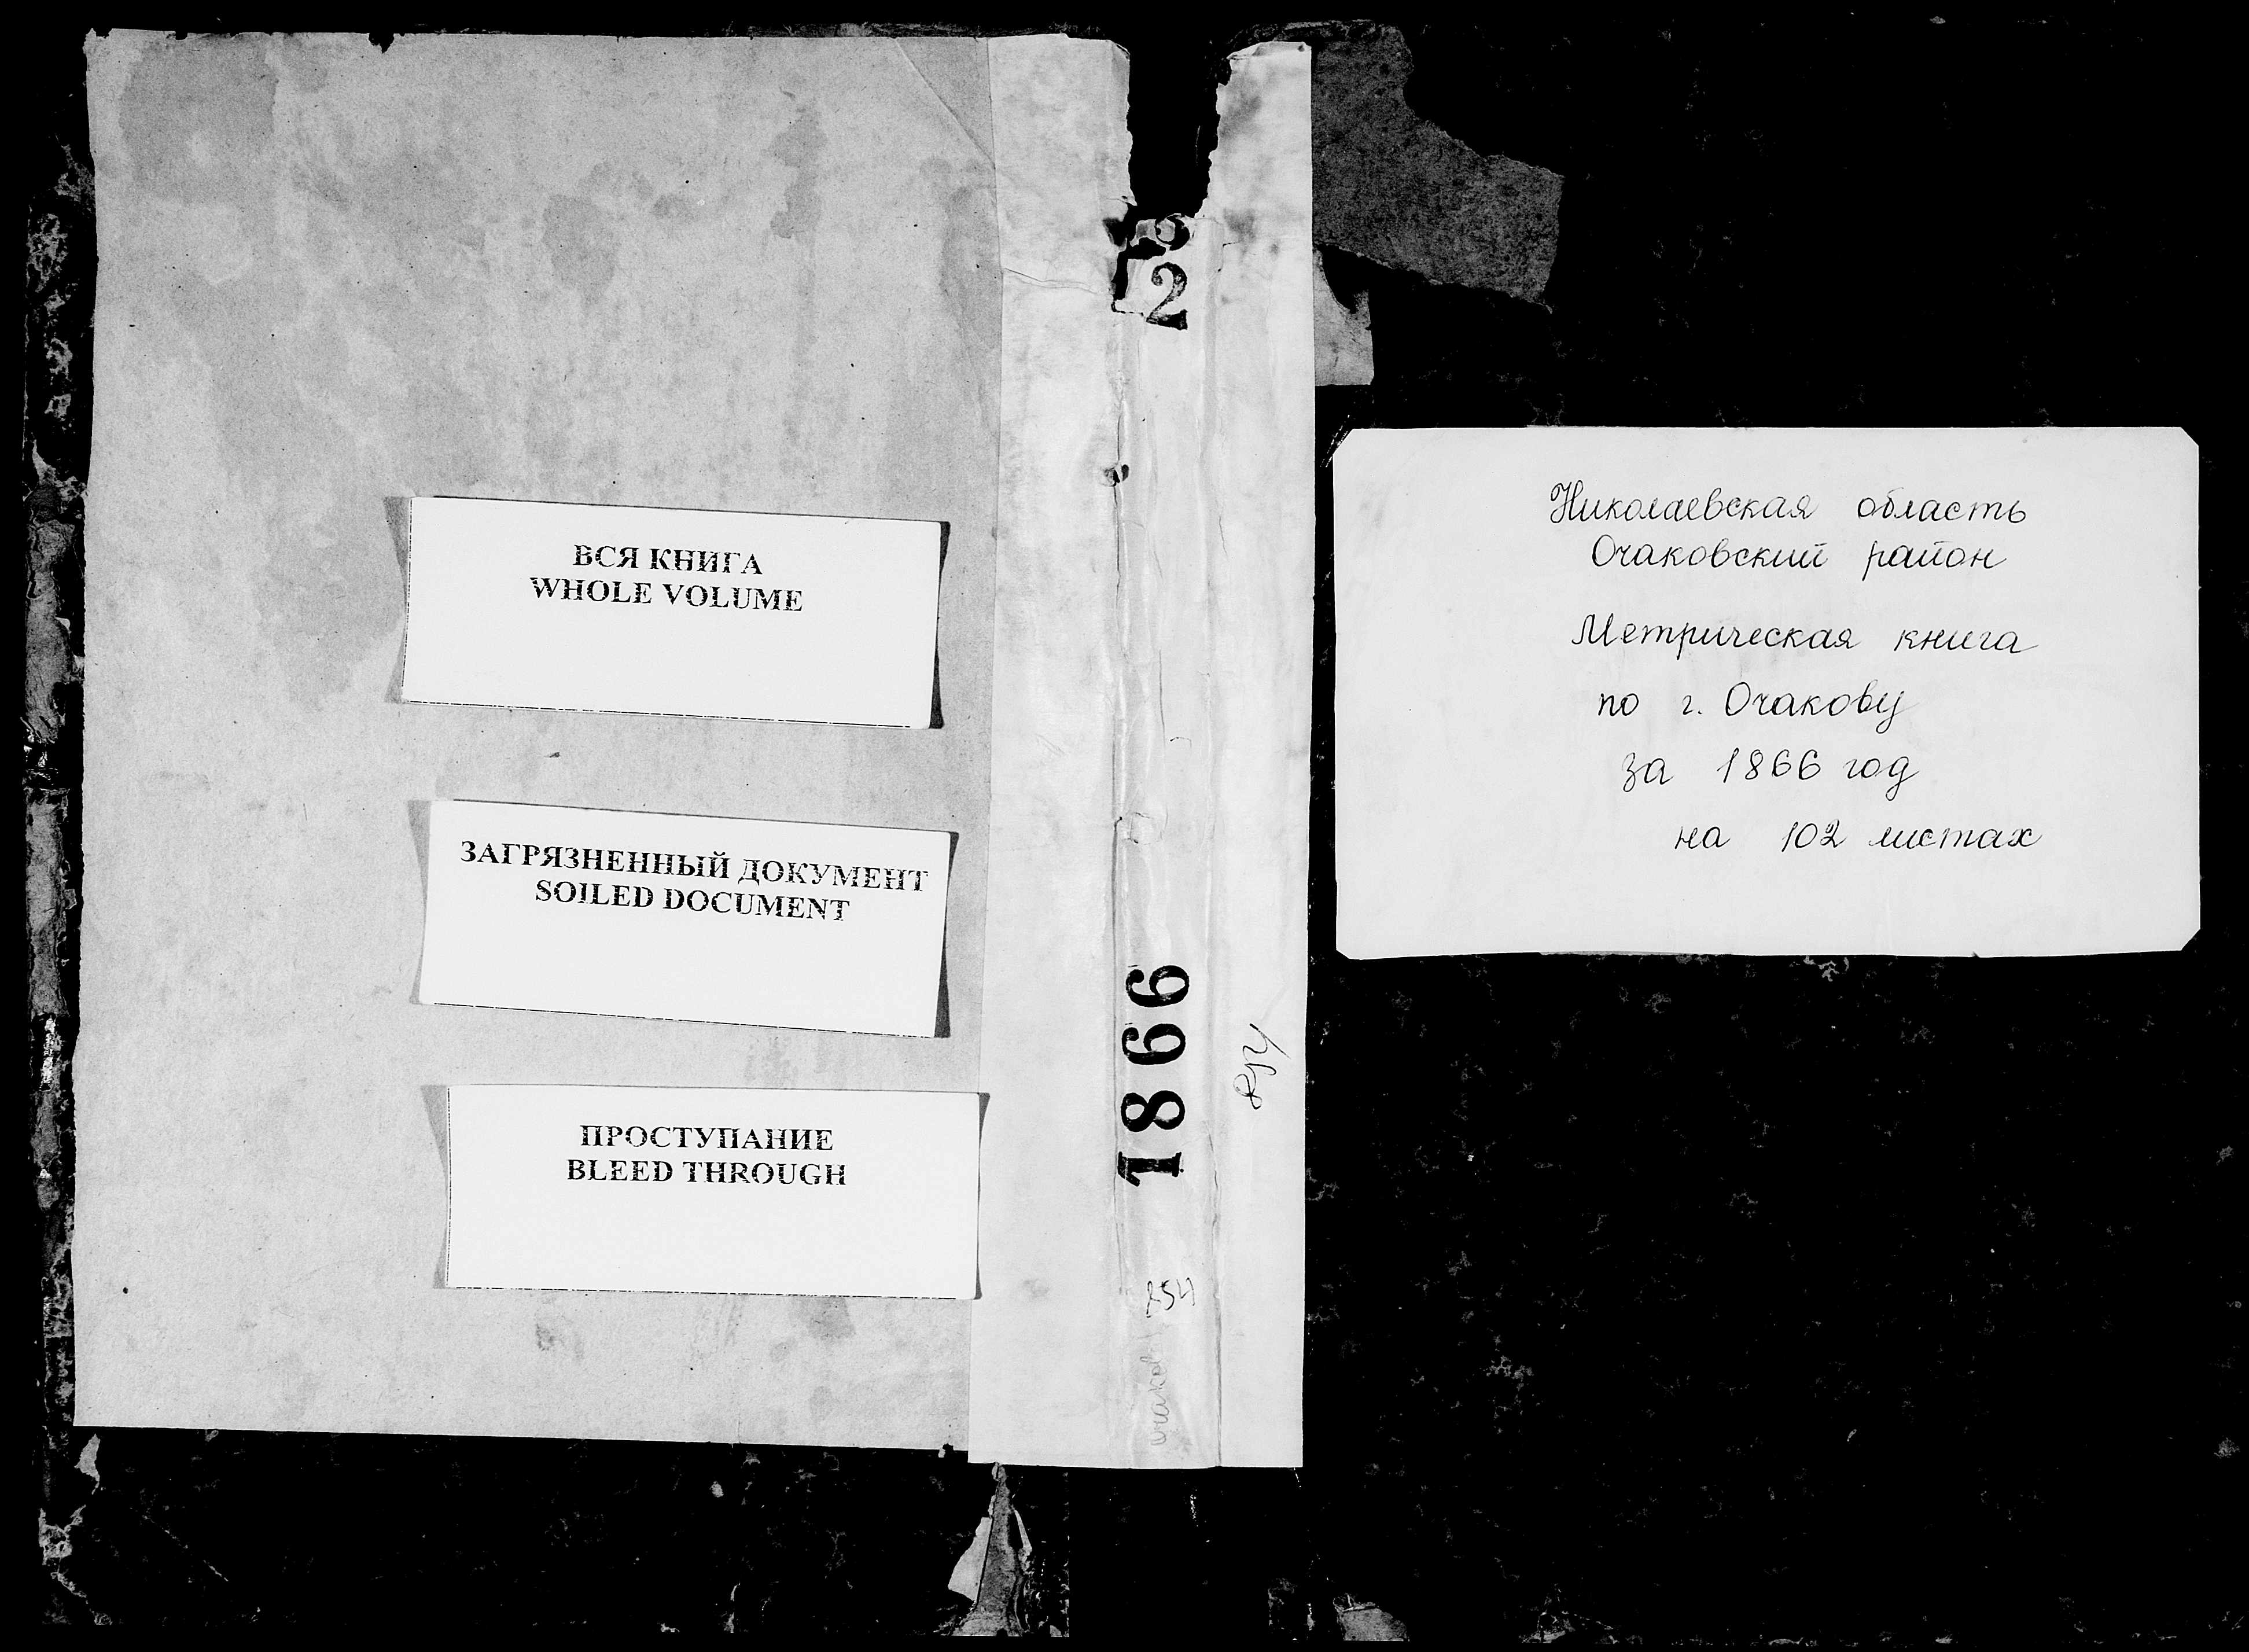 ВСЯ КНИГА
WHOLE VOLUME
ЗАГРЯЗНЕННЫЙ ДОКУМЕНТ
SOILED DOCUMENT
ПРОСТУПАНИЕ
BLEED THROUGH
2
1866
754
Николаевская область
Очаковский район
Метрическая книга
по г. Очакову
за 1866 год
на 102 листах